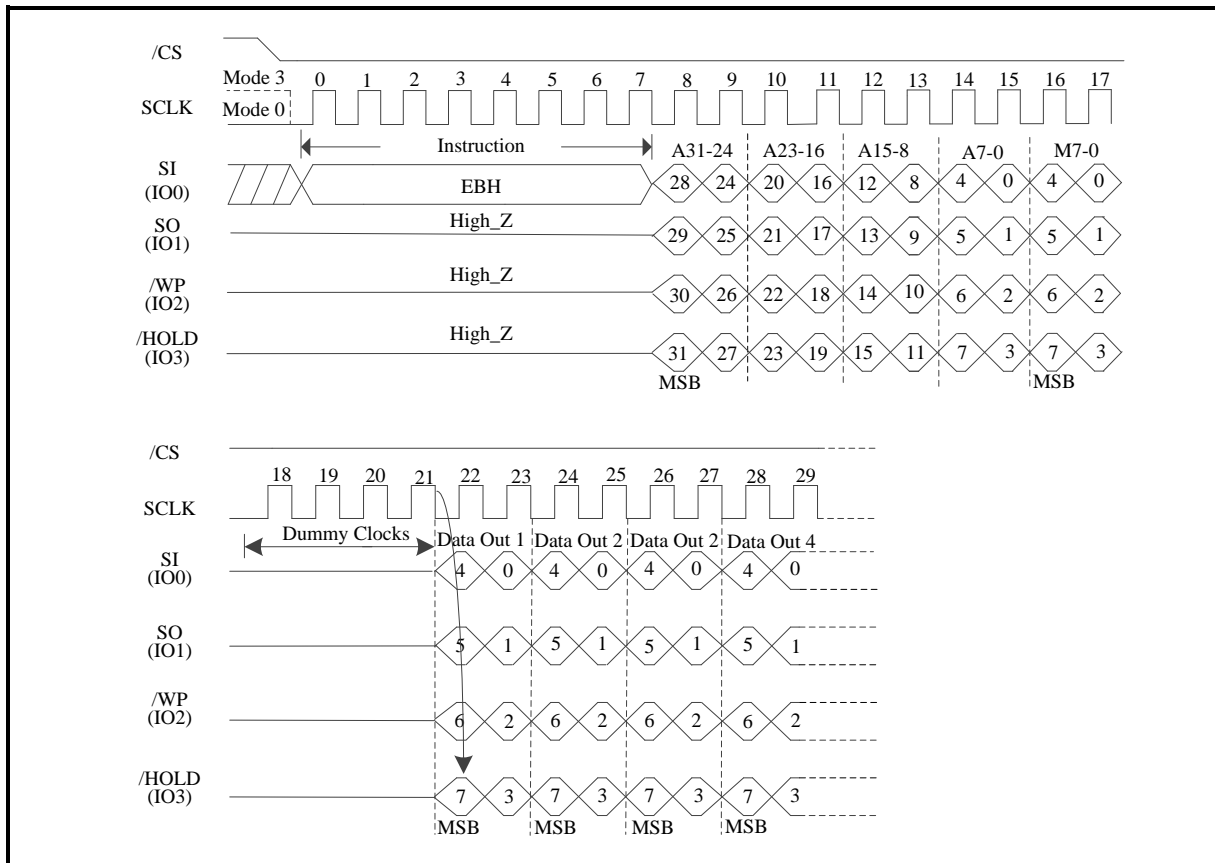 /CS
Mode 3 0 1 2 3 4 5 6 7 8 9 10 11 12 13 14 15 16 17
SCLK Mode 0
Instruction A31-24 A23-16 A15-8 A7-0 M7-0
SI
(IO0) EBH 28 24 20 16 12 8 4 0 4 0
High_Z
SO
(IO1) 29 25 21 17 13 9 5 1 5 1
High_Z
/WP
(IO2) 30 26 22 18 14 10 6 2 6 2
High_Z
/HOLD
(IO3) 31 27 23 19 15 11 7 3 7 3
MSB MSB
/CS
18 19 20 21 22 23 24 25 26 27 28 29
SCLK
Dummy Clocks Data Out 1 Data Out 2 Data Out 2 Data Out 4
SI
(IO0) 4 0 4 0 4 0 4 0
SO
(IO1) 5 1 5 1 5 1 5 1
/WP
(IO2) 6 2 6 2 6 2 6 2
/HOLD
(IO3) 7 3 7 3 7 3 7 3
MSB MSB MSB MSB